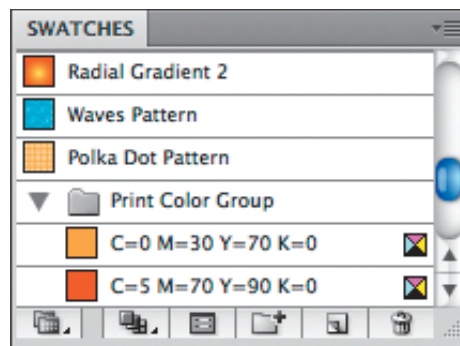 SWATCHES
Radial Gradient 2
Waves Pattern
Polka Dot Pattern
Print Color Group
C=0 M=30 Y=70 K=0
C=5 M=70 Y=90 K=0